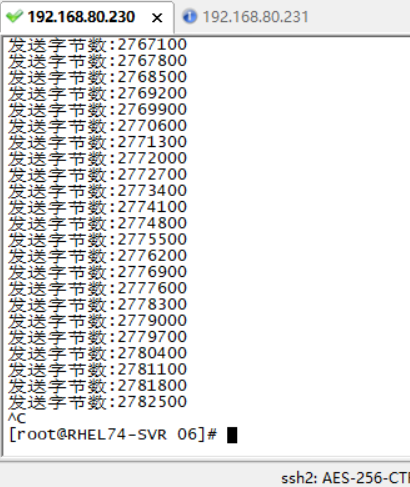 192.168.80.230 × 192.168.80.231
发送字节数:2767100
发送字节数:2767800
发送字节数:2768500
发送字节数:2769200
发送字节数:2769900
发送字节数:2770600
发送字节数:2771300
发送字节数:2772000
发送字节数:2772700
发送字节数:2773400
发送字节数:2774100
发送字节数:2774800
发送字节数:2775500
发送字节数:2776200
发送字节数:2776900
发送字节数:2777600
发送字节数:2778300
发送字节数:2779000
发送字节数:2779700
发送字节数:2780400
发送字节数:2781100
发送字节数:2781800
发送字节数:2782500
^C
[root@RHEL74-SVR 06]#
ssh2: AES-256-CT